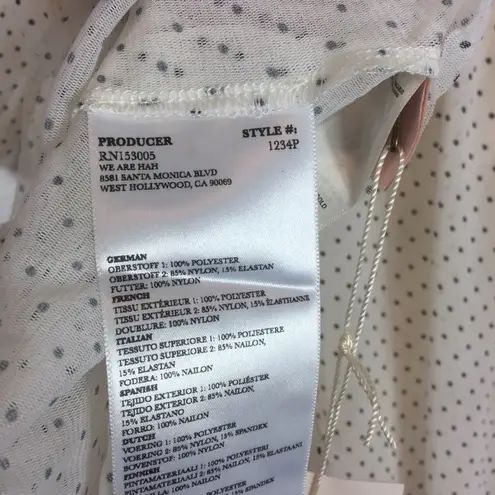 PRODUCER
STYLE #:
RN153005
1234P
WE ARE HAH
8581 SANTA MONICA BLVD
WEST HOLLYWOOD, CA 90069
GERMAN
OBERSTOFF 1: 100% POLYESTER
OBERSTOFF 2: 85% NYLON, 15% ELASTAN
FUTTER: 100% NYLON
FRENCH
TISSU EXTÉRIEUR 1: 100% POLYESTER
TISSU EXTÉRIEUR 2: 85% NYLON, 15% ÉLASTHANNE
DOUBLURE: 100% NYLON
ITALIAN
TESSUTO SUPERIORE 1: 100% POLIESTERE
TESSUTO SUPERIORE 2: 85% NAILON,
15% ELASTAN
FODERA: 100% NAILON
SPANISH
TEJIDO EXTERIOR 1: 100% POLYESTER
TEJIDO EXTERIOR 2: 85% NAILON,
15% ELASTANO
FORRO: 100% NAILON
DUTCH
VOERING 1: 100% POLYESTER
VOERING 2: 85% NYLON, 15% SPANDEX
BOVENSTOF: 100% NYLON
FINNISH
PINTAMATERIAALI 1: 100% POLYESTERI
PINTAMATERIAALI 2: 85% NAILON,